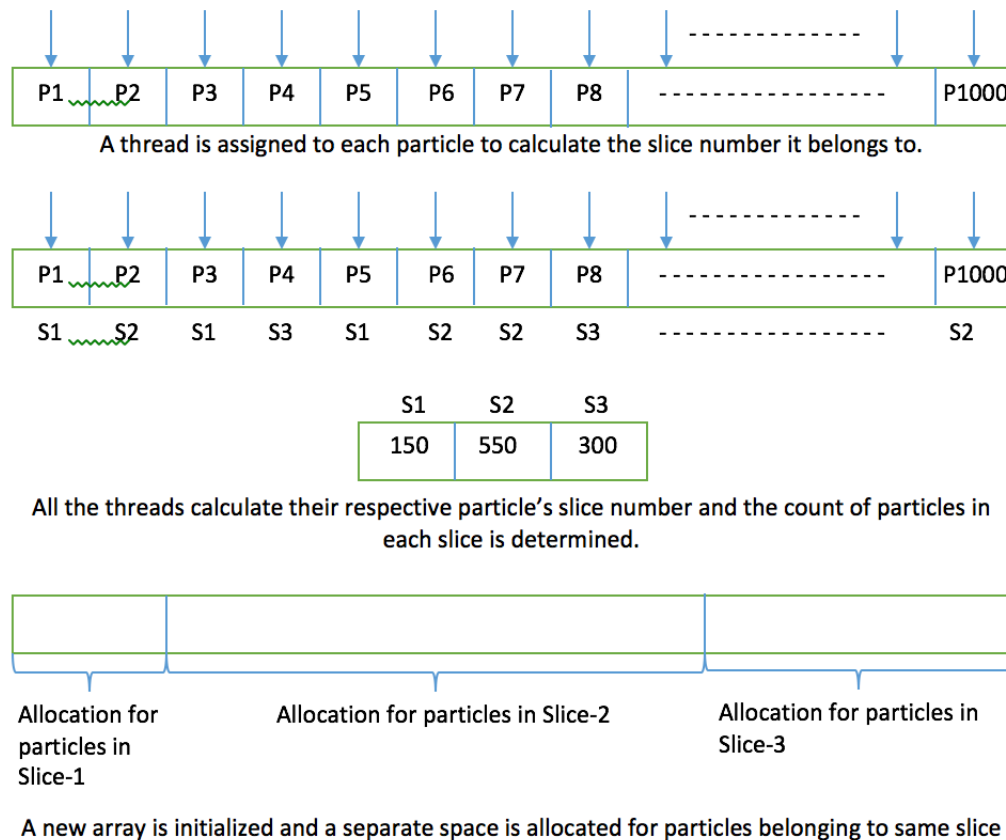 P1 P2 P3 P4 P5 P6 P7 P8 P1000
A thread is assigned to each particle to calculate the slice number it belongs to.
P1 P2 P3 P4 P5 P6 P7 P8 P1000
S1 S2 S1 S3 S1 S2 S2 S3 S2
S1 S2 S3
150 550 300
All the threads calculate their respective particle's slice number and the count of particles in
each slice is determined.
Allocation for
particles in
Slice-1
Allocation for particles in Slice-2
Allocation for particles in
Slice-3
A new array is initialized and a separate space is allocated for particles belonging to same slice